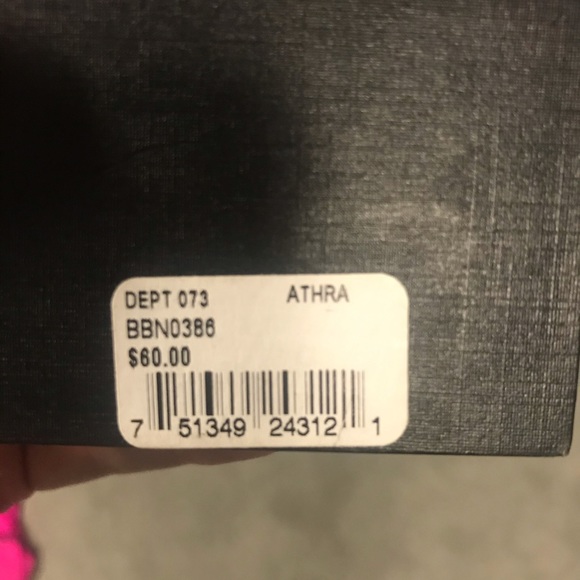 DEPT 073 ATHRA
BBN0386
$60.00
7 51349 24312 1